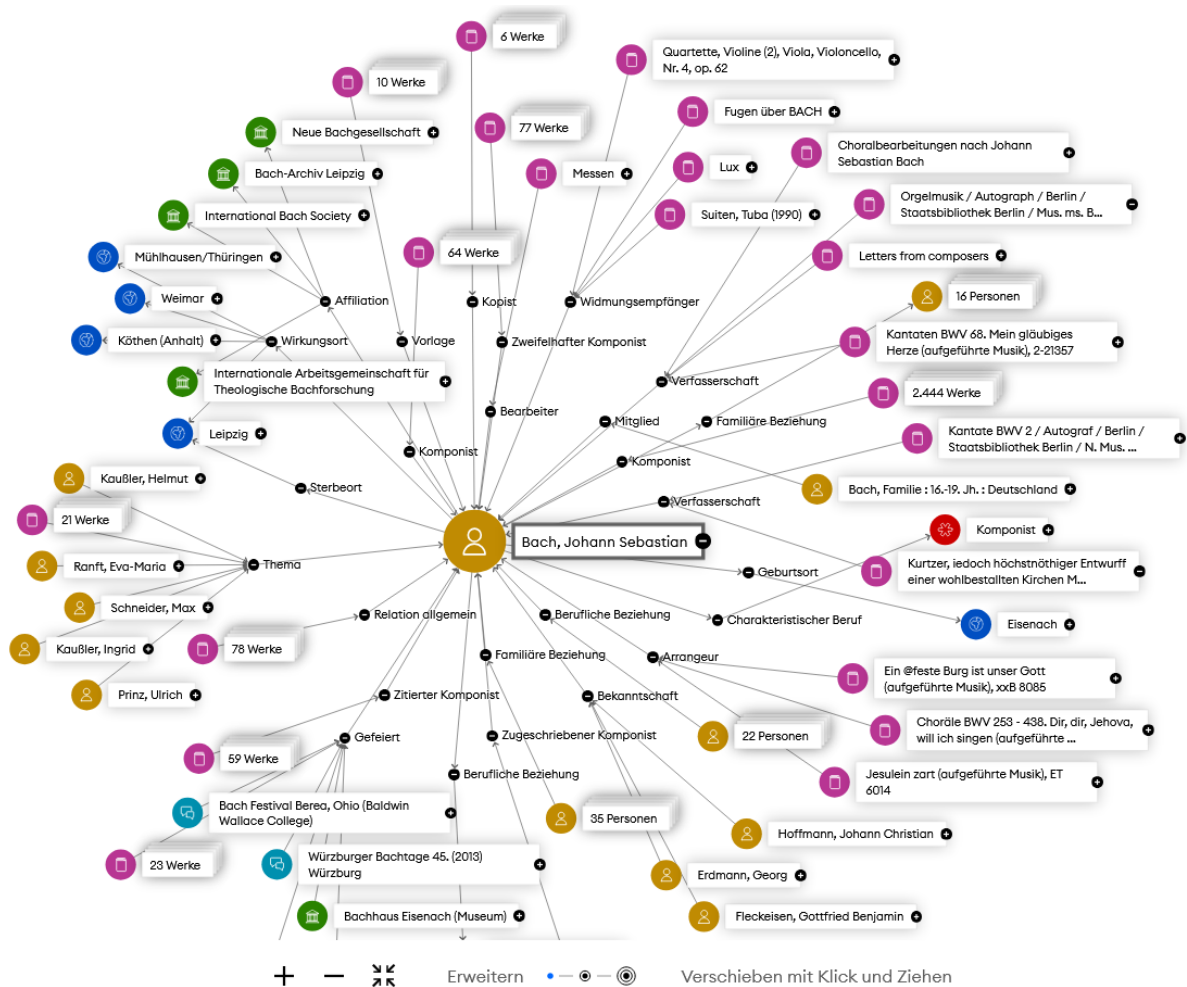 6 Werke
Quartette, Violine (2), Viola, Violoncello,
Nr. 4, op. 62
10 Werke
Fugen über BACH
77 Werke
Neue Bachgesellschaft
Choralbearbeitungen nach Johann
Sebastian Bach
Bach-Archiv Leipzig
Messen
Lux
Orgelmusik / Autograph / Berlin /
Staatsbibliothek Berlin / Mus. ms. B...
International Bach Society
Suiten, Tuba (1990)
Mühlhausen/Thüringen
64 Werke
Letters from composers
Weimar
Affiliation
Kopist
Widmungsempfänger
16 Personen
Köthen (Anhalt)
Wirkungsort
Vorlage
Zweifelhafter Komponist
Kantaten BWV 68. Mein gläubiges
Herze (aufgeführte Musik), 2-21357
Internationale Arbeitsgemeinschaft für
Theologische Bachforschung
Verfasserschaft
2.444 Werke
Bearbeiter
Mitglied
Familiäre Beziehung
Leipzig
Kantate BWV 2 / Autograf / Berlin /
Staatsbibliothek Berlin / N. Mus. ...
Komponist
Komponist
Kaußler, Helmut
Sterbeort
Bach, Familie : 16.-19. Jh. : Deutschland
Verfasserschaft
21 Werke
Komponist
Bach, Johann Sebastian
Ranft, Eva-Maria
Thema
Geburtsort
Kurtzer, iedoch höchstnöthiger Entwurff
einer wohlbestallten Kirchen M...
Schneider, Max
Relation allgemein
Berufliche Beziehung
Charakteristischer Beruf
Eisenach
Kaußler, Ingrid
78 Werke
Familiäre Beziehung
Arrangeur
Ein @feste Burg ist unser Gott
(aufgeführte Musik), xxB 8085
Prinz, Ulrich
Zitierter Komponist
Bekanntschaft
Choräle BWV 253 - 438. Dir, dir, Jehova,
will ich singen (aufgeführte ...
Gefeiert
Zugeschriebener Komponist
22 Personen
59 Werke
Berufliche Beziehung
Jesulein zart (aufgeführte Musik), ET
6014
Bach Festival Berea, Ohio (Baldwin
Wallace College)
35 Personen
Hoffmann, Johann Christian
23 Werke
Würzburger Bachtage 45. (2013)
Würzburg
Erdmann, Georg
Bachhaus Eisenach (Museum)
Fleckeisen, Gottfried Benjamin
Erweitern
Verschieben mit Klick und Ziehen